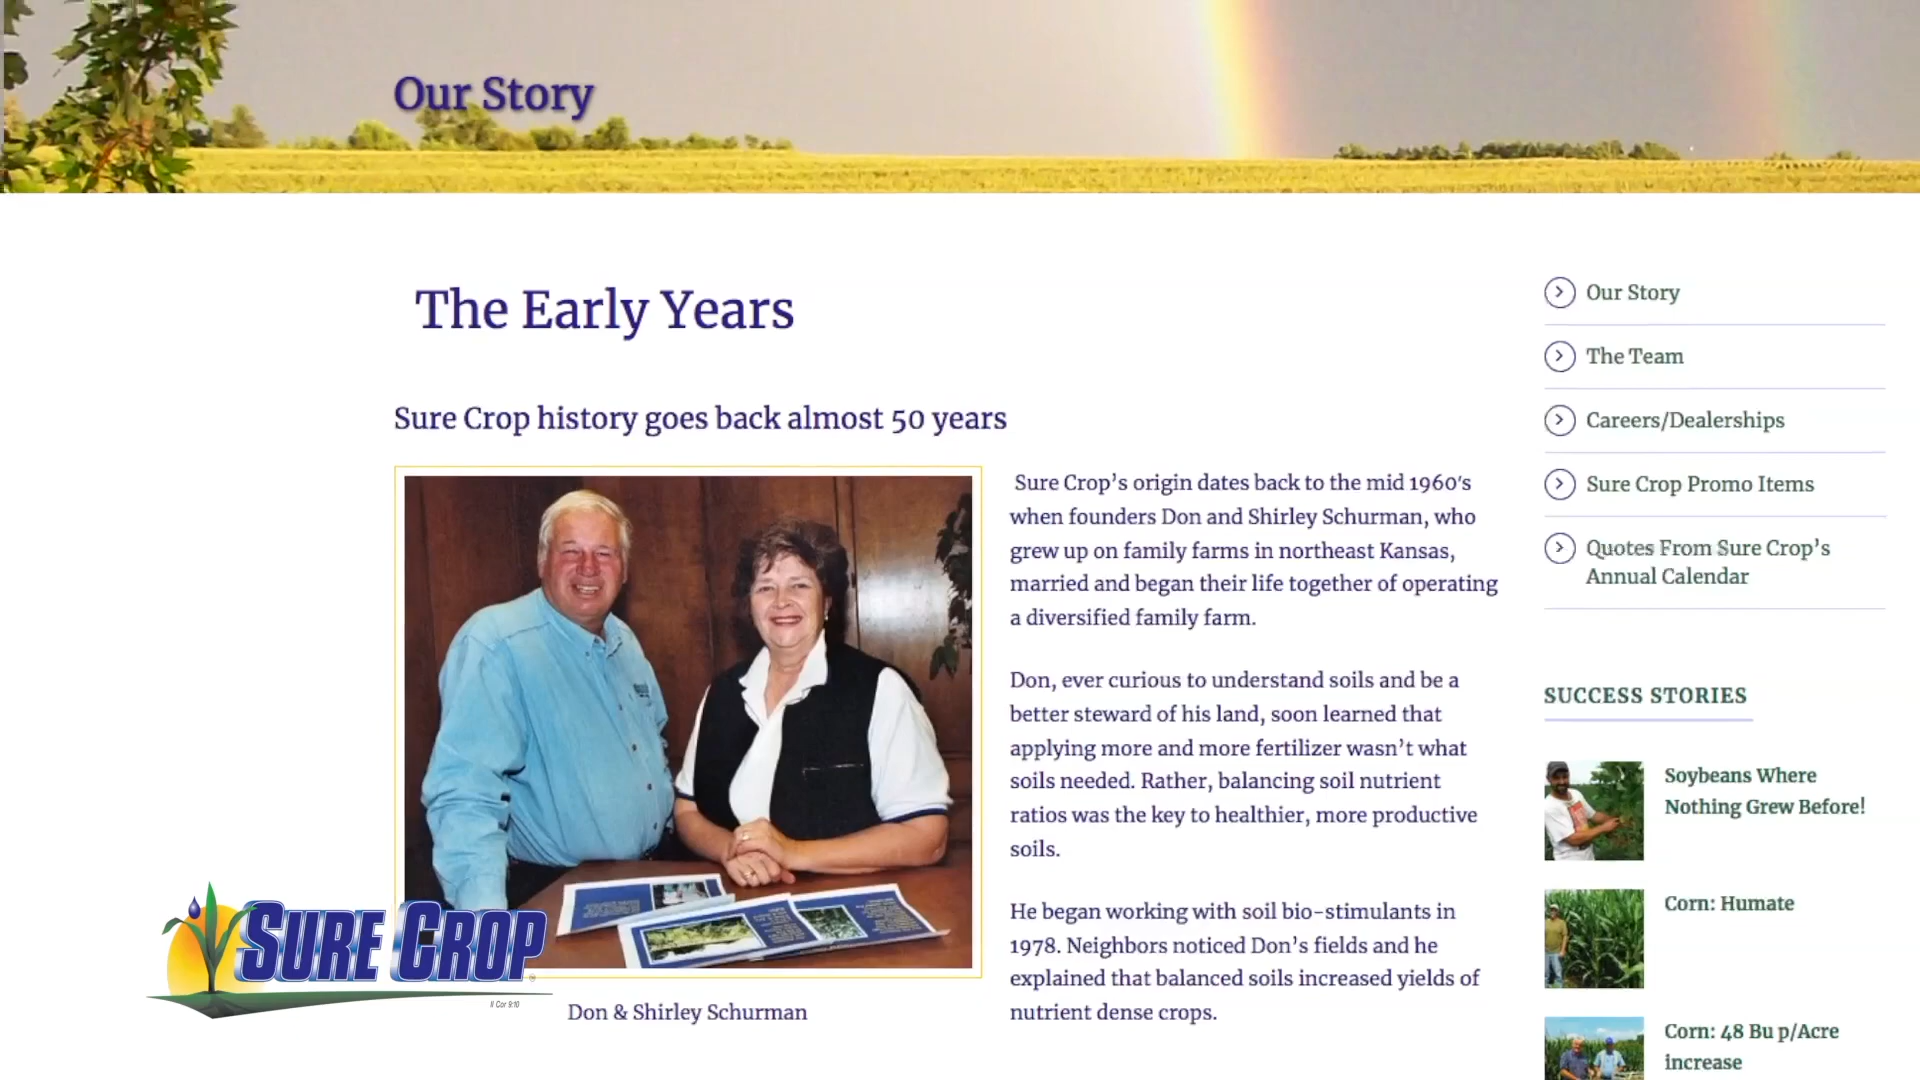 Our Story
The Early Years
Sure Crop history goes back almost 50 years
Sure Crop’s origin dates back to the mid 1960's
when founders Don and Shirley Schurman, who
grew up on family farms in northeast Kansas,
married and began their life together of operating
a diversified family farm.
Don, ever curious to understand soils and be a
better steward of his land, soon learned that
applying more and more fertilizer wasn’t what
soils needed. Rather, balancing soil nutrient
ratios was the key to healthier, more productive
soils.
He began working with soil bio-stimulants in
1978. Neighbors noticed Don’s fields and he
explained that balanced soils increased yields of
nutrient dense crops.
Don & Shirley Schurman
SURE CROP
II Cor 9:10
Our Story
The Team
Careers/Dealerships
Sure Crop Promo Items
Quotes From Sure Crop’s
Annual Calendar
SUCCESS STORIES
Soybeans Where
Nothing Grew Before!
Corn: Humate
Corn: 48 Bu p/Acre
increase